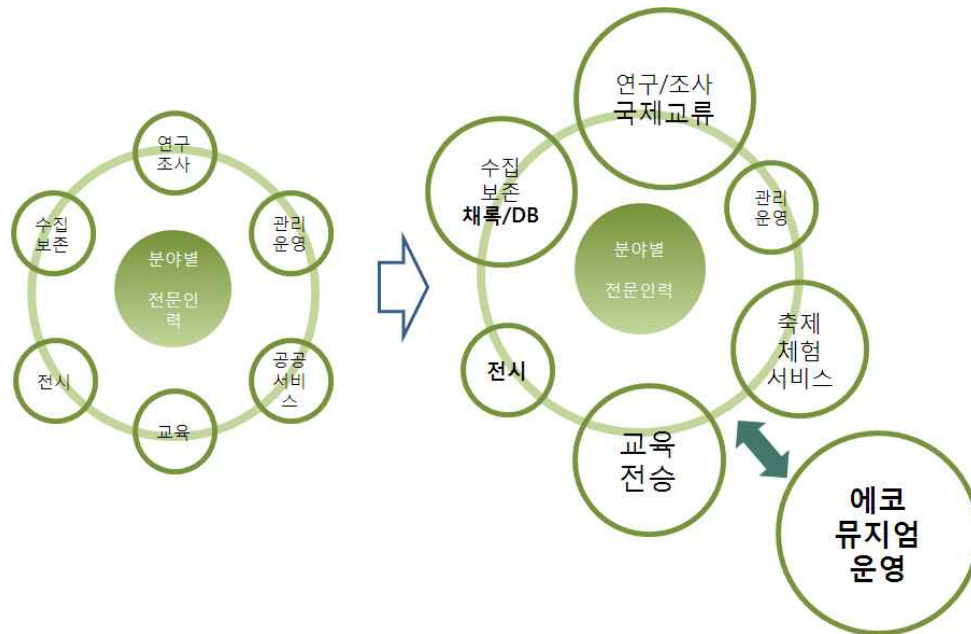 연구
조사
수집
보존
관리
운영
분야별
전문인
력
전시
공공
서비
스
교육
연구/조사
국제교류
수집
보존
채록/DB
관리
운영
분야별
전문인력
축제
체험
서비스
전시
교육
전승
에코
뮤지엄
운영